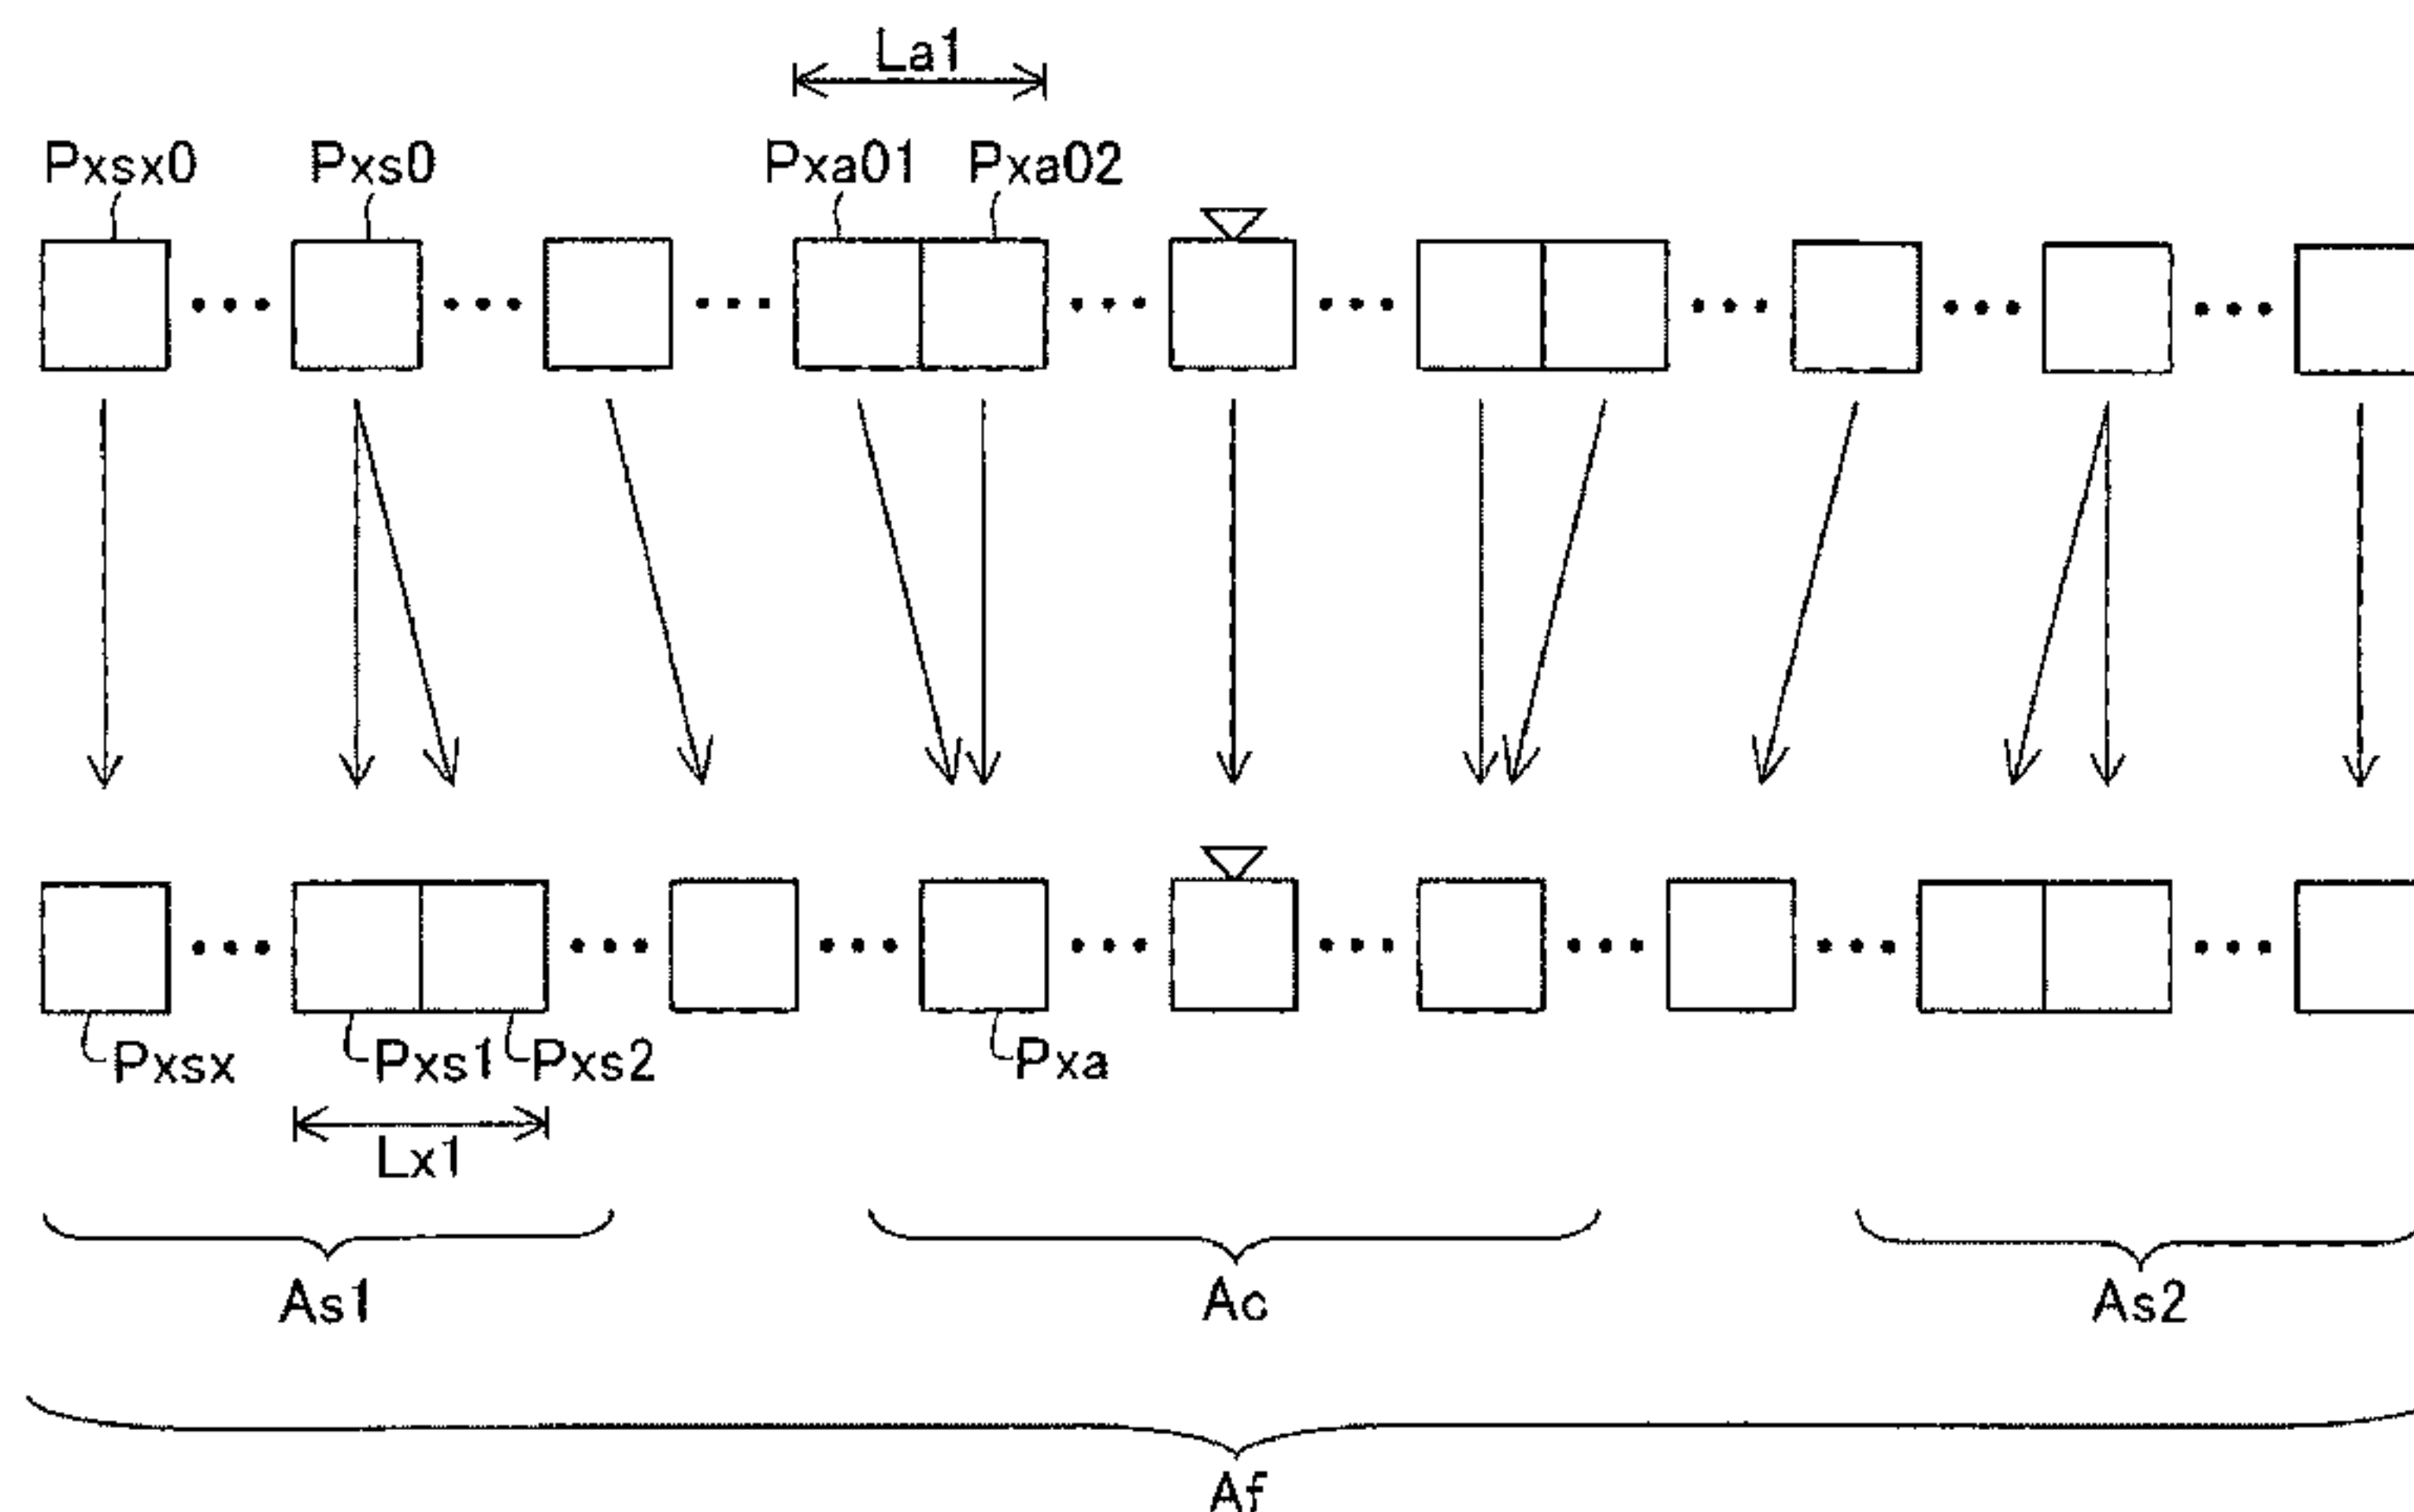 La1
Pxsx0 Pxs0 Pxa01 Pxa02
Pxsx Pxs1 Pxs2 Pxa
Lx1
As1 Ac As2
Af